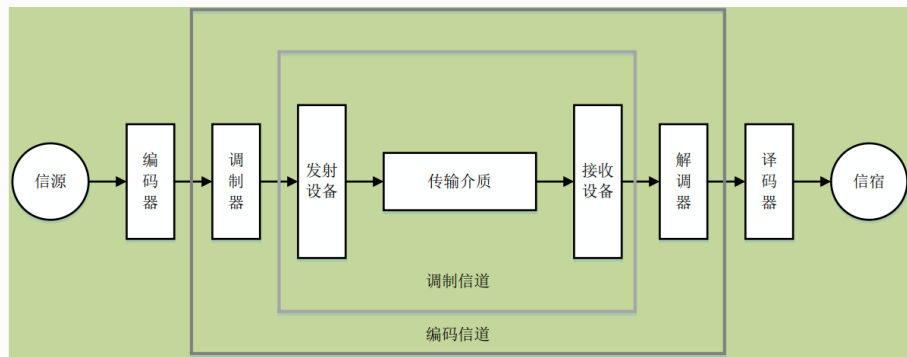 信源
编码器
调制器
发射设备
传输介质
接收设备
解调器
译码器
信宿
调制信道
编码信道